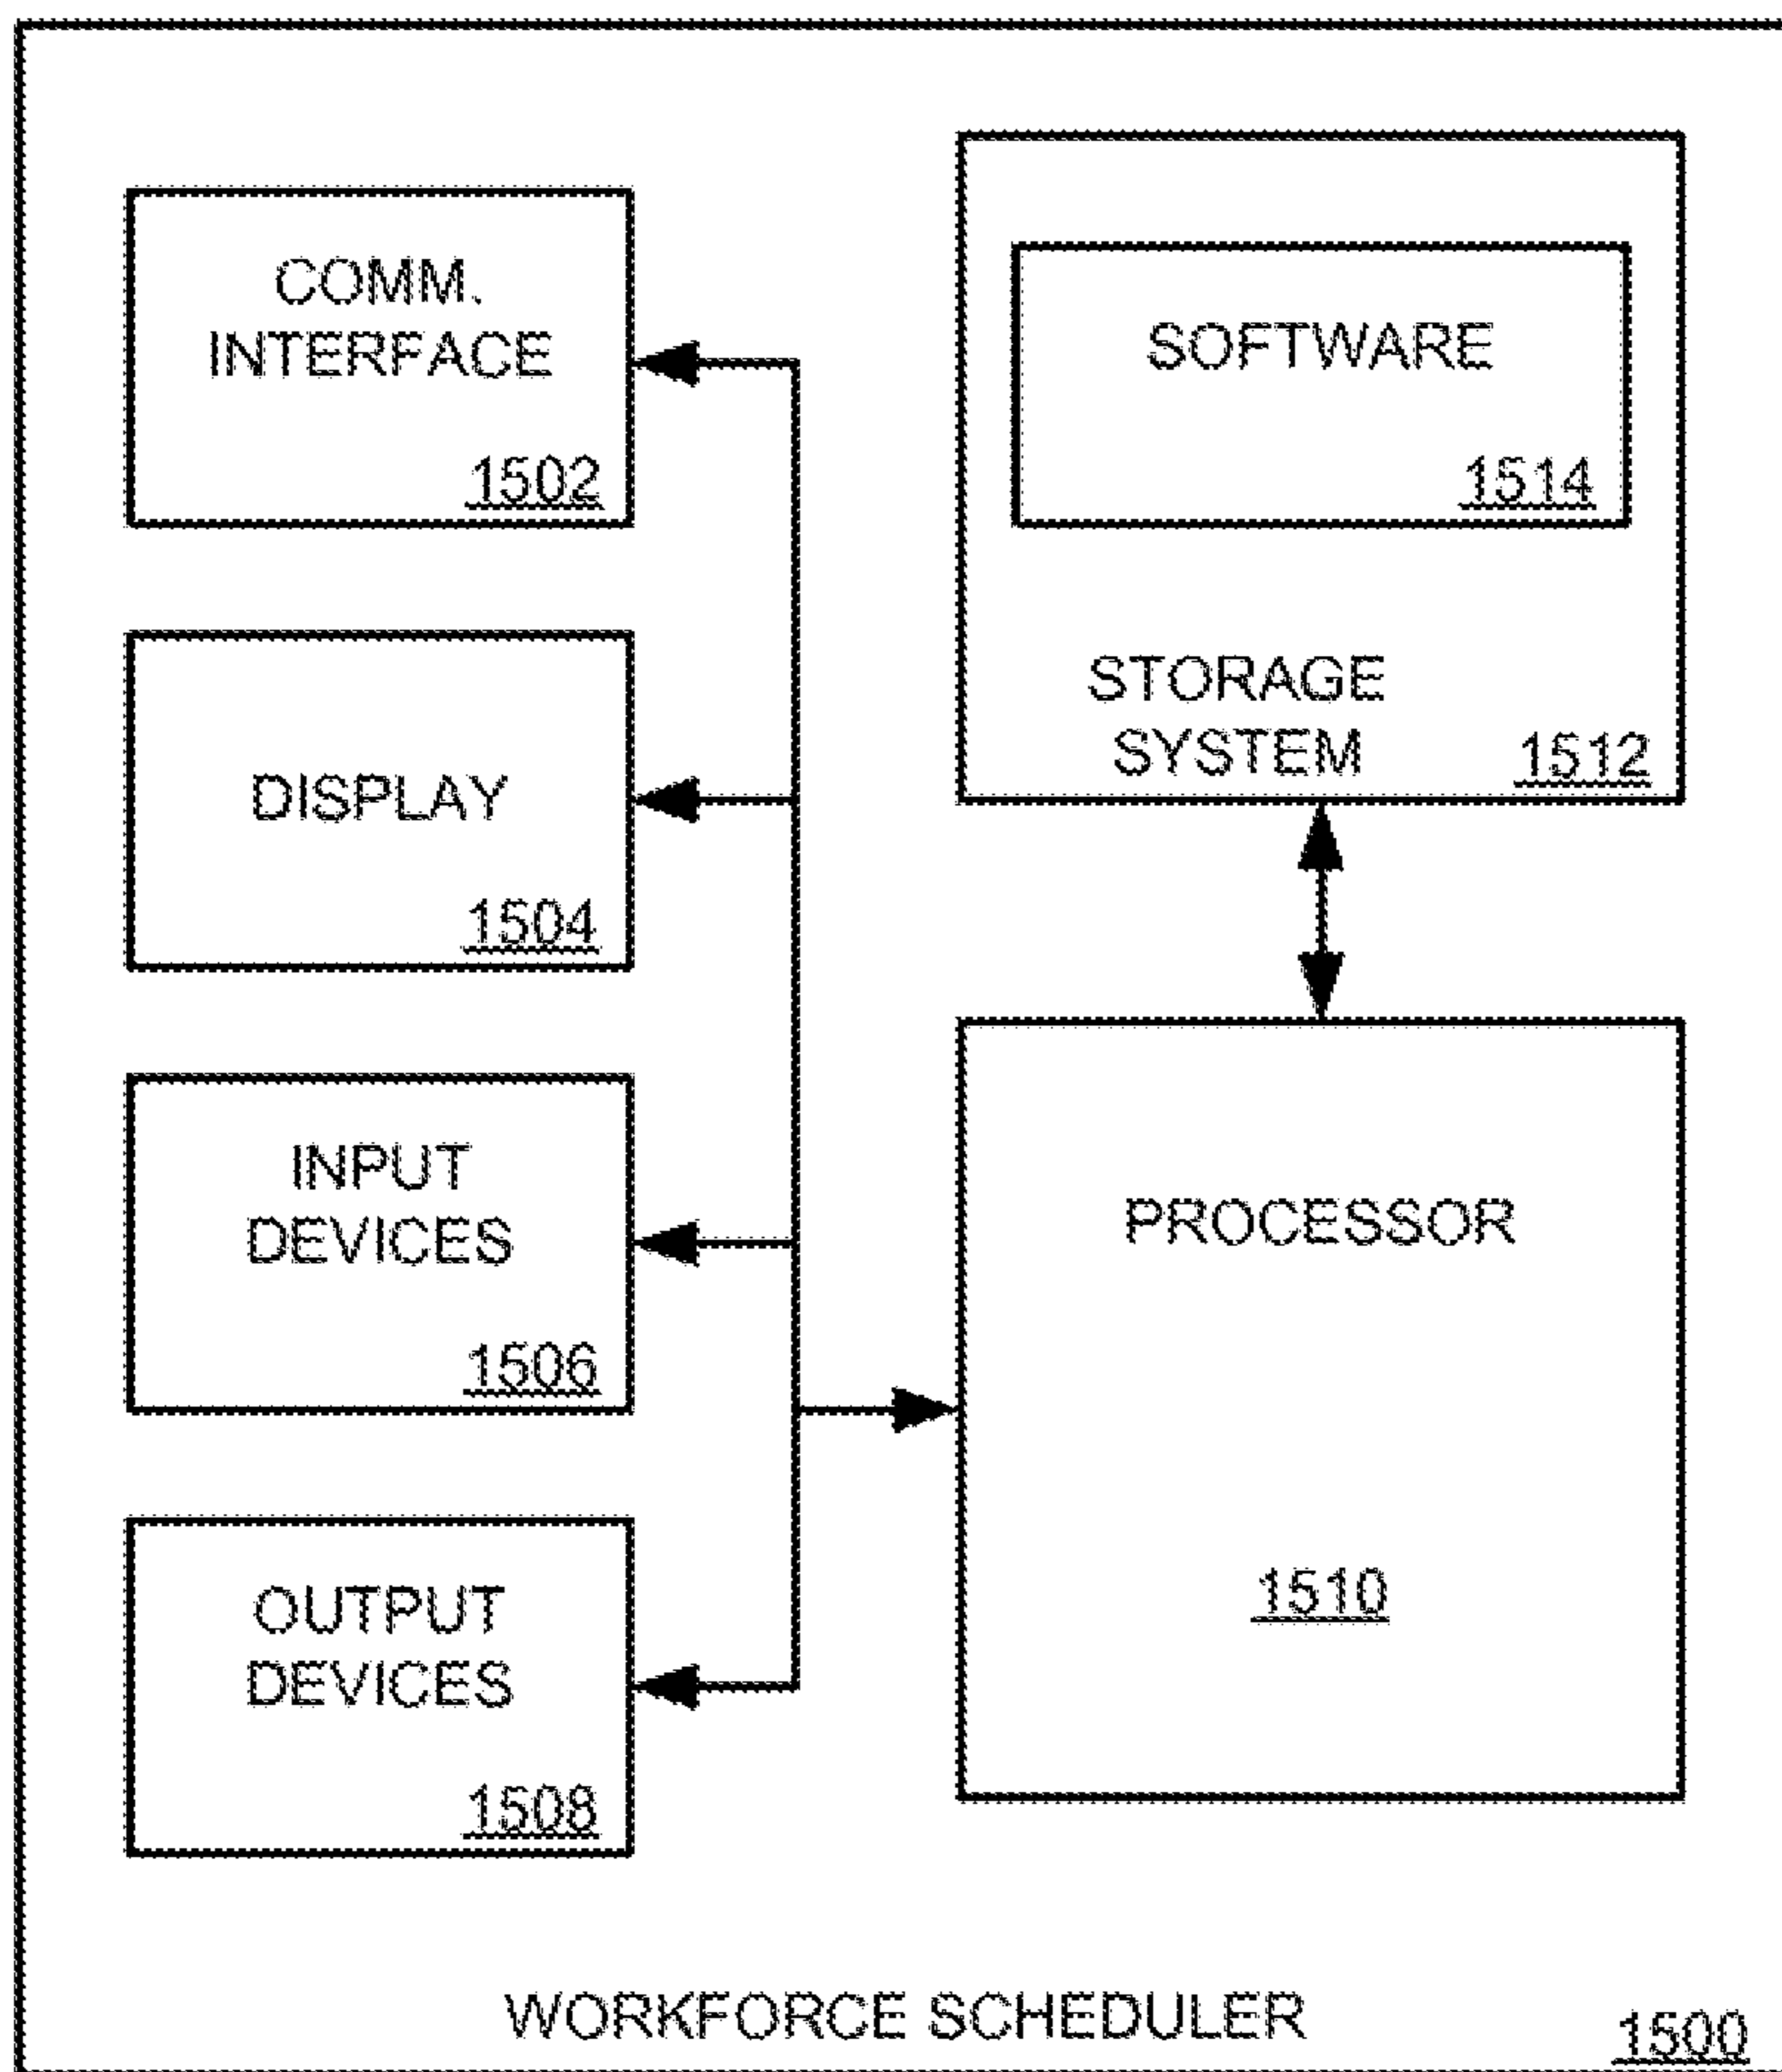 COMM.
INTERFACE
1502
DISPLAY
1504
INPUT
DEVICES
1506
OUTPUT
DEVICES
1508
SOFTWARE
1514
STORAGE
SYSTEM
1512
PROCESSOR
1510
WORKFORCE SCHEDULER
1500